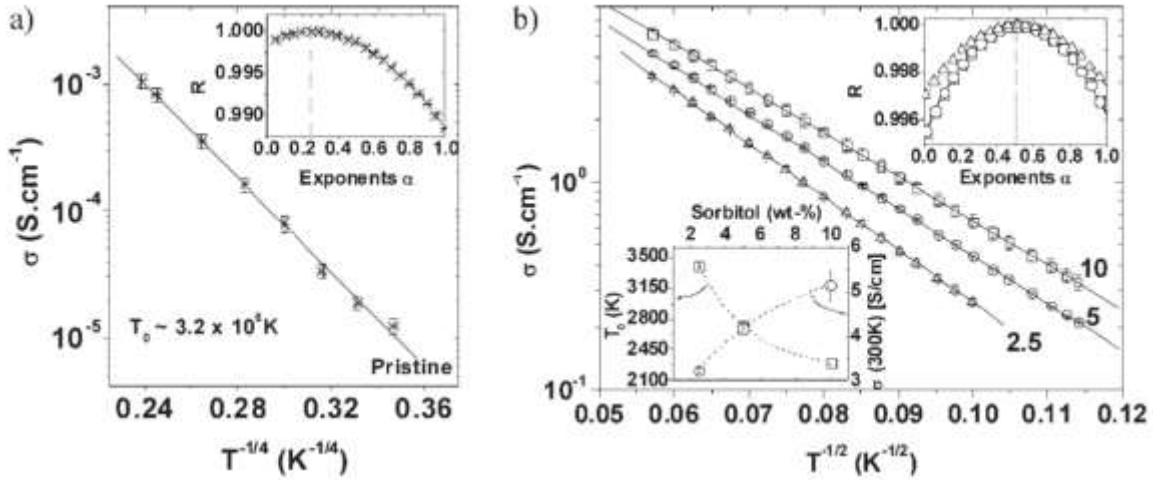 a)
10⁻³
10⁻⁴
10⁻⁵
σ (S.cm⁻¹)
1.000
0.995
0.990
R
0.0 0.2 0.4 0.6 0.8 1.0
Exponents α
T₀ ~ 3.2 x 10⁶K
Pristine
0.24 0.28 0.32 0.36
T⁻¹/⁴ (K⁻¹/⁴)
b)
10⁰
10⁻¹
σ (S.cm⁻¹)
1.000
0.998
0.996
R
0.0 0.2 0.4 0.6 0.8 1.0
Exponents α
Sorbitol (wt-%)
2 4 6 8 10
3500
3150
2800
2450
2100
T₀ (K)
6
5
4
3
σ (300K) [S/cm]
10
5
2.5
0.05 0.06 0.07 0.08 0.09 0.10 0.11 0.12
T⁻¹/² (K⁻¹/²)